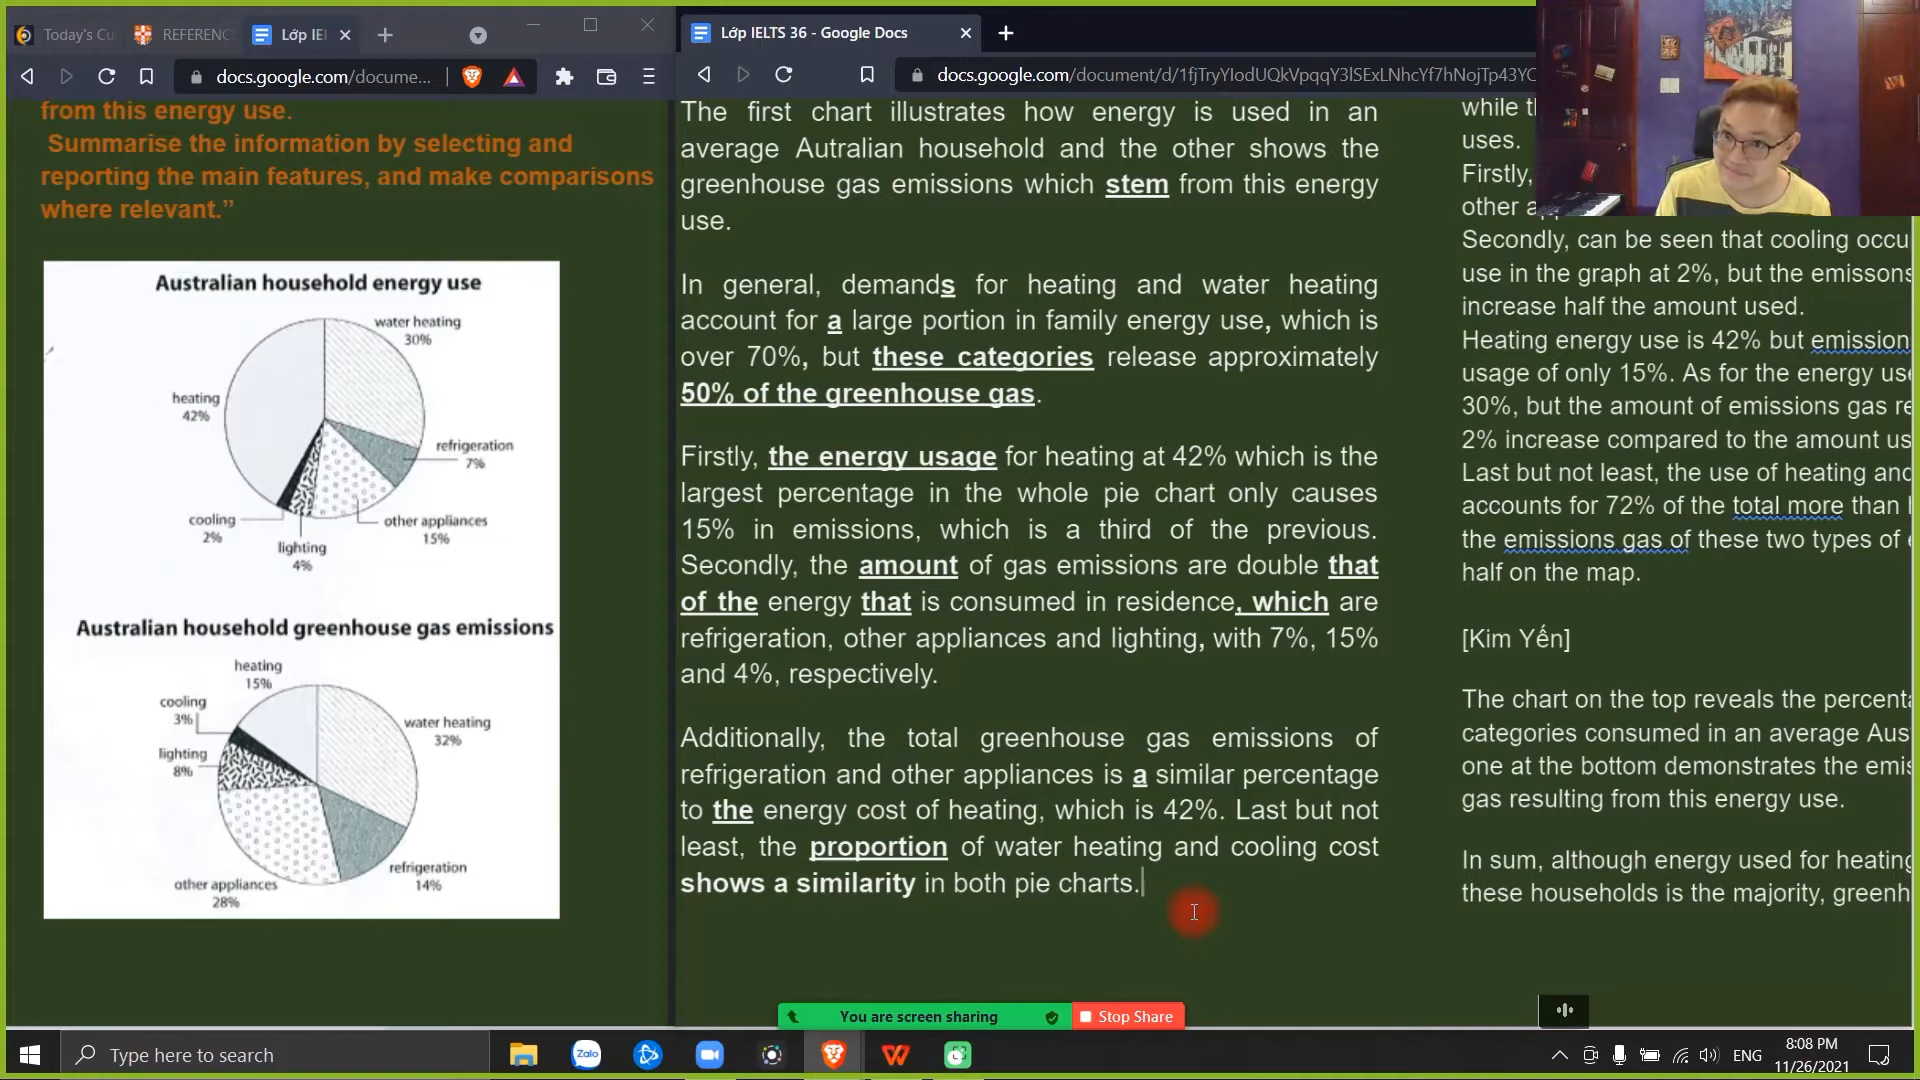 Today's Cu
REFERENC
Lớp IEI
Lớp IELTS 36 - Google Docs
docs.google.com/docume...
docs.google.com/document/d/1fjTryYIodUQkVpqqY3lSExLNhcYf7hNojTp43YC
from this energy use.
Summarise the information by selecting and
reporting the main features, and make comparisons
where relevant.”
Australian household energy use
water heating
30%
heating
42%
refrigeration
7%
cooling
2%
other appliances
15%
lighting
4%
Australian household greenhouse gas emissions
heating
15%
cooling
3%
water heating
32%
lighting
8%
refrigeration
14%
other appliances
28%
The first chart illustrates how energy is used in an
average Autralian household and the other shows the
greenhouse gas emissions which stem from this energy
use.
In general, demands for heating and water heating
account for a large portion in family energy use, which is
over 70%, but these categories release approximately
50% of the greenhouse gas.
Firstly, the energy usage for heating at 42% which is the
largest percentage in the whole pie chart only causes
15% in emissions, which is a third of the previous.
Secondly, the amount of gas emissions are double that
of the energy that is consumed in residence, which are
refrigeration, other appliances and lighting, with 7%, 15%
and 4%, respectively.
Additionally, the total greenhouse gas emissions of
refrigeration and other appliances is a similar percentage
to the energy cost of heating, which is 42%. Last but not
least, the proportion of water heating and cooling cost
shows a similarity in both pie charts.
while th
uses.
Firstly,
other ap
Secondly, can be seen that cooling occu
use in the graph at 2%, but the emissons
increase half the amount used.
Heating energy use is 42% but emission
usage of only 15%. As for the energy use
30%, but the amount of emissions gas re
2% increase compared to the amount us
Last but not least, the use of heating and
accounts for 72% of the total more than h
the emissions gas of these two types of e
half on the map.
[Kim Yến]
The chart on the top reveals the percenta
categories consumed in an average Aus
one at the bottom demonstrates the emis
gas resulting from this energy use.
In sum, although energy used for heating
these households is the majority, greenh
You are screen sharing
Stop Share
Type here to search
Zalo
ENG
8:08 PM
11/26/2021